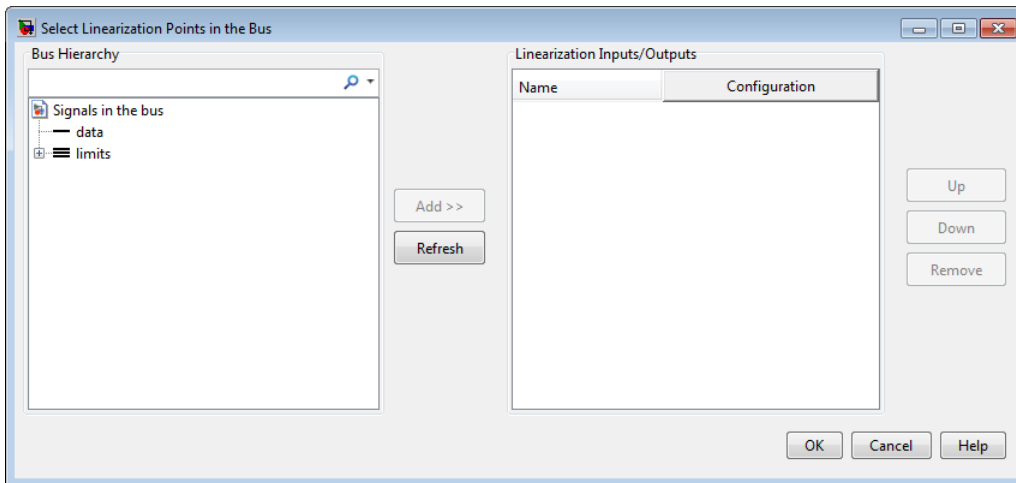 Select Linearization Points in the Bus
Bus Hierarchy
Signals in the bus
data
limits
Add >>
Refresh
Linearization Inputs/Outputs
Name Configuration
Up
Down
Remove
OK Cancel Help